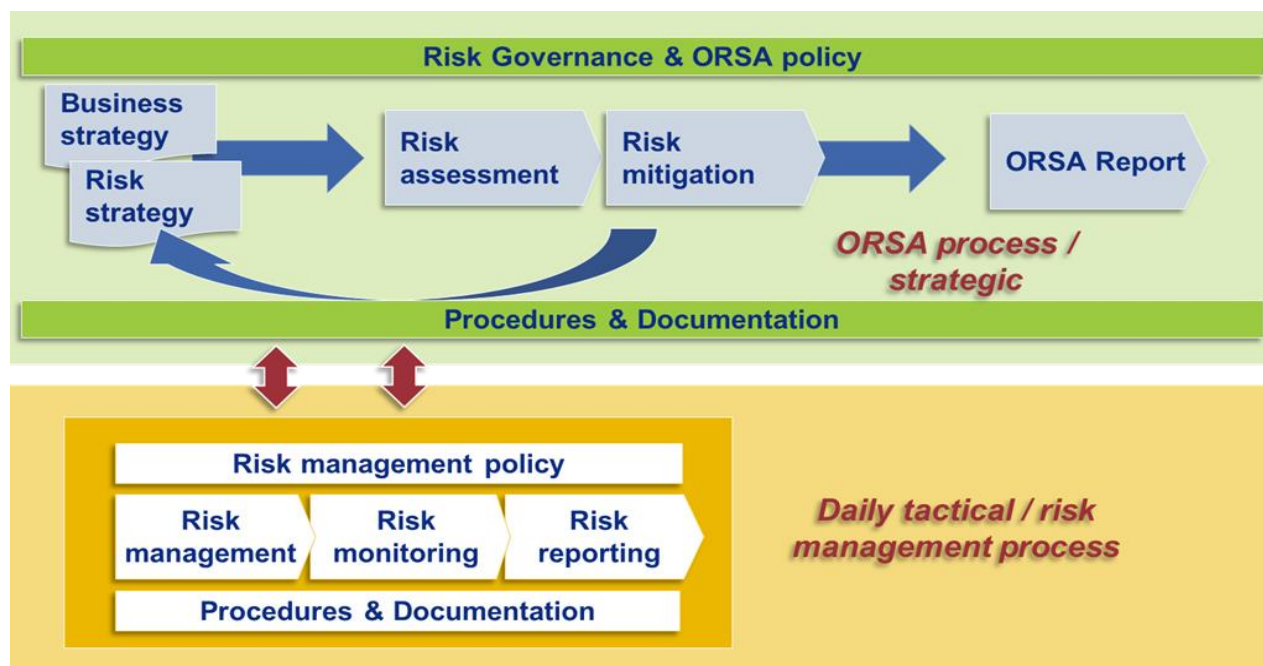 Risk Governance & ORSA policy
Business
strategy
Risk
strategy
Risk
assessment
Risk
mitigation
ORSA Report
ORSA process /
strategic
Procedures & Documentation
Risk management policy
Risk
management
Risk
monitoring
Risk
reporting
Procedures & Documentation
Daily tactical / risk
management process